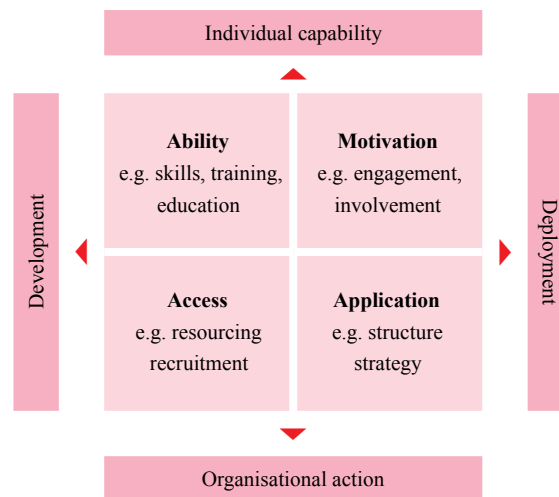 Individual capability
Development
Ability
e.g. skills, training,
education
Motivation
e.g. engagement,
involvement
Deployment
Access
e.g. resourcing
recruitment
Application
e.g. structure
strategy
Organisational action